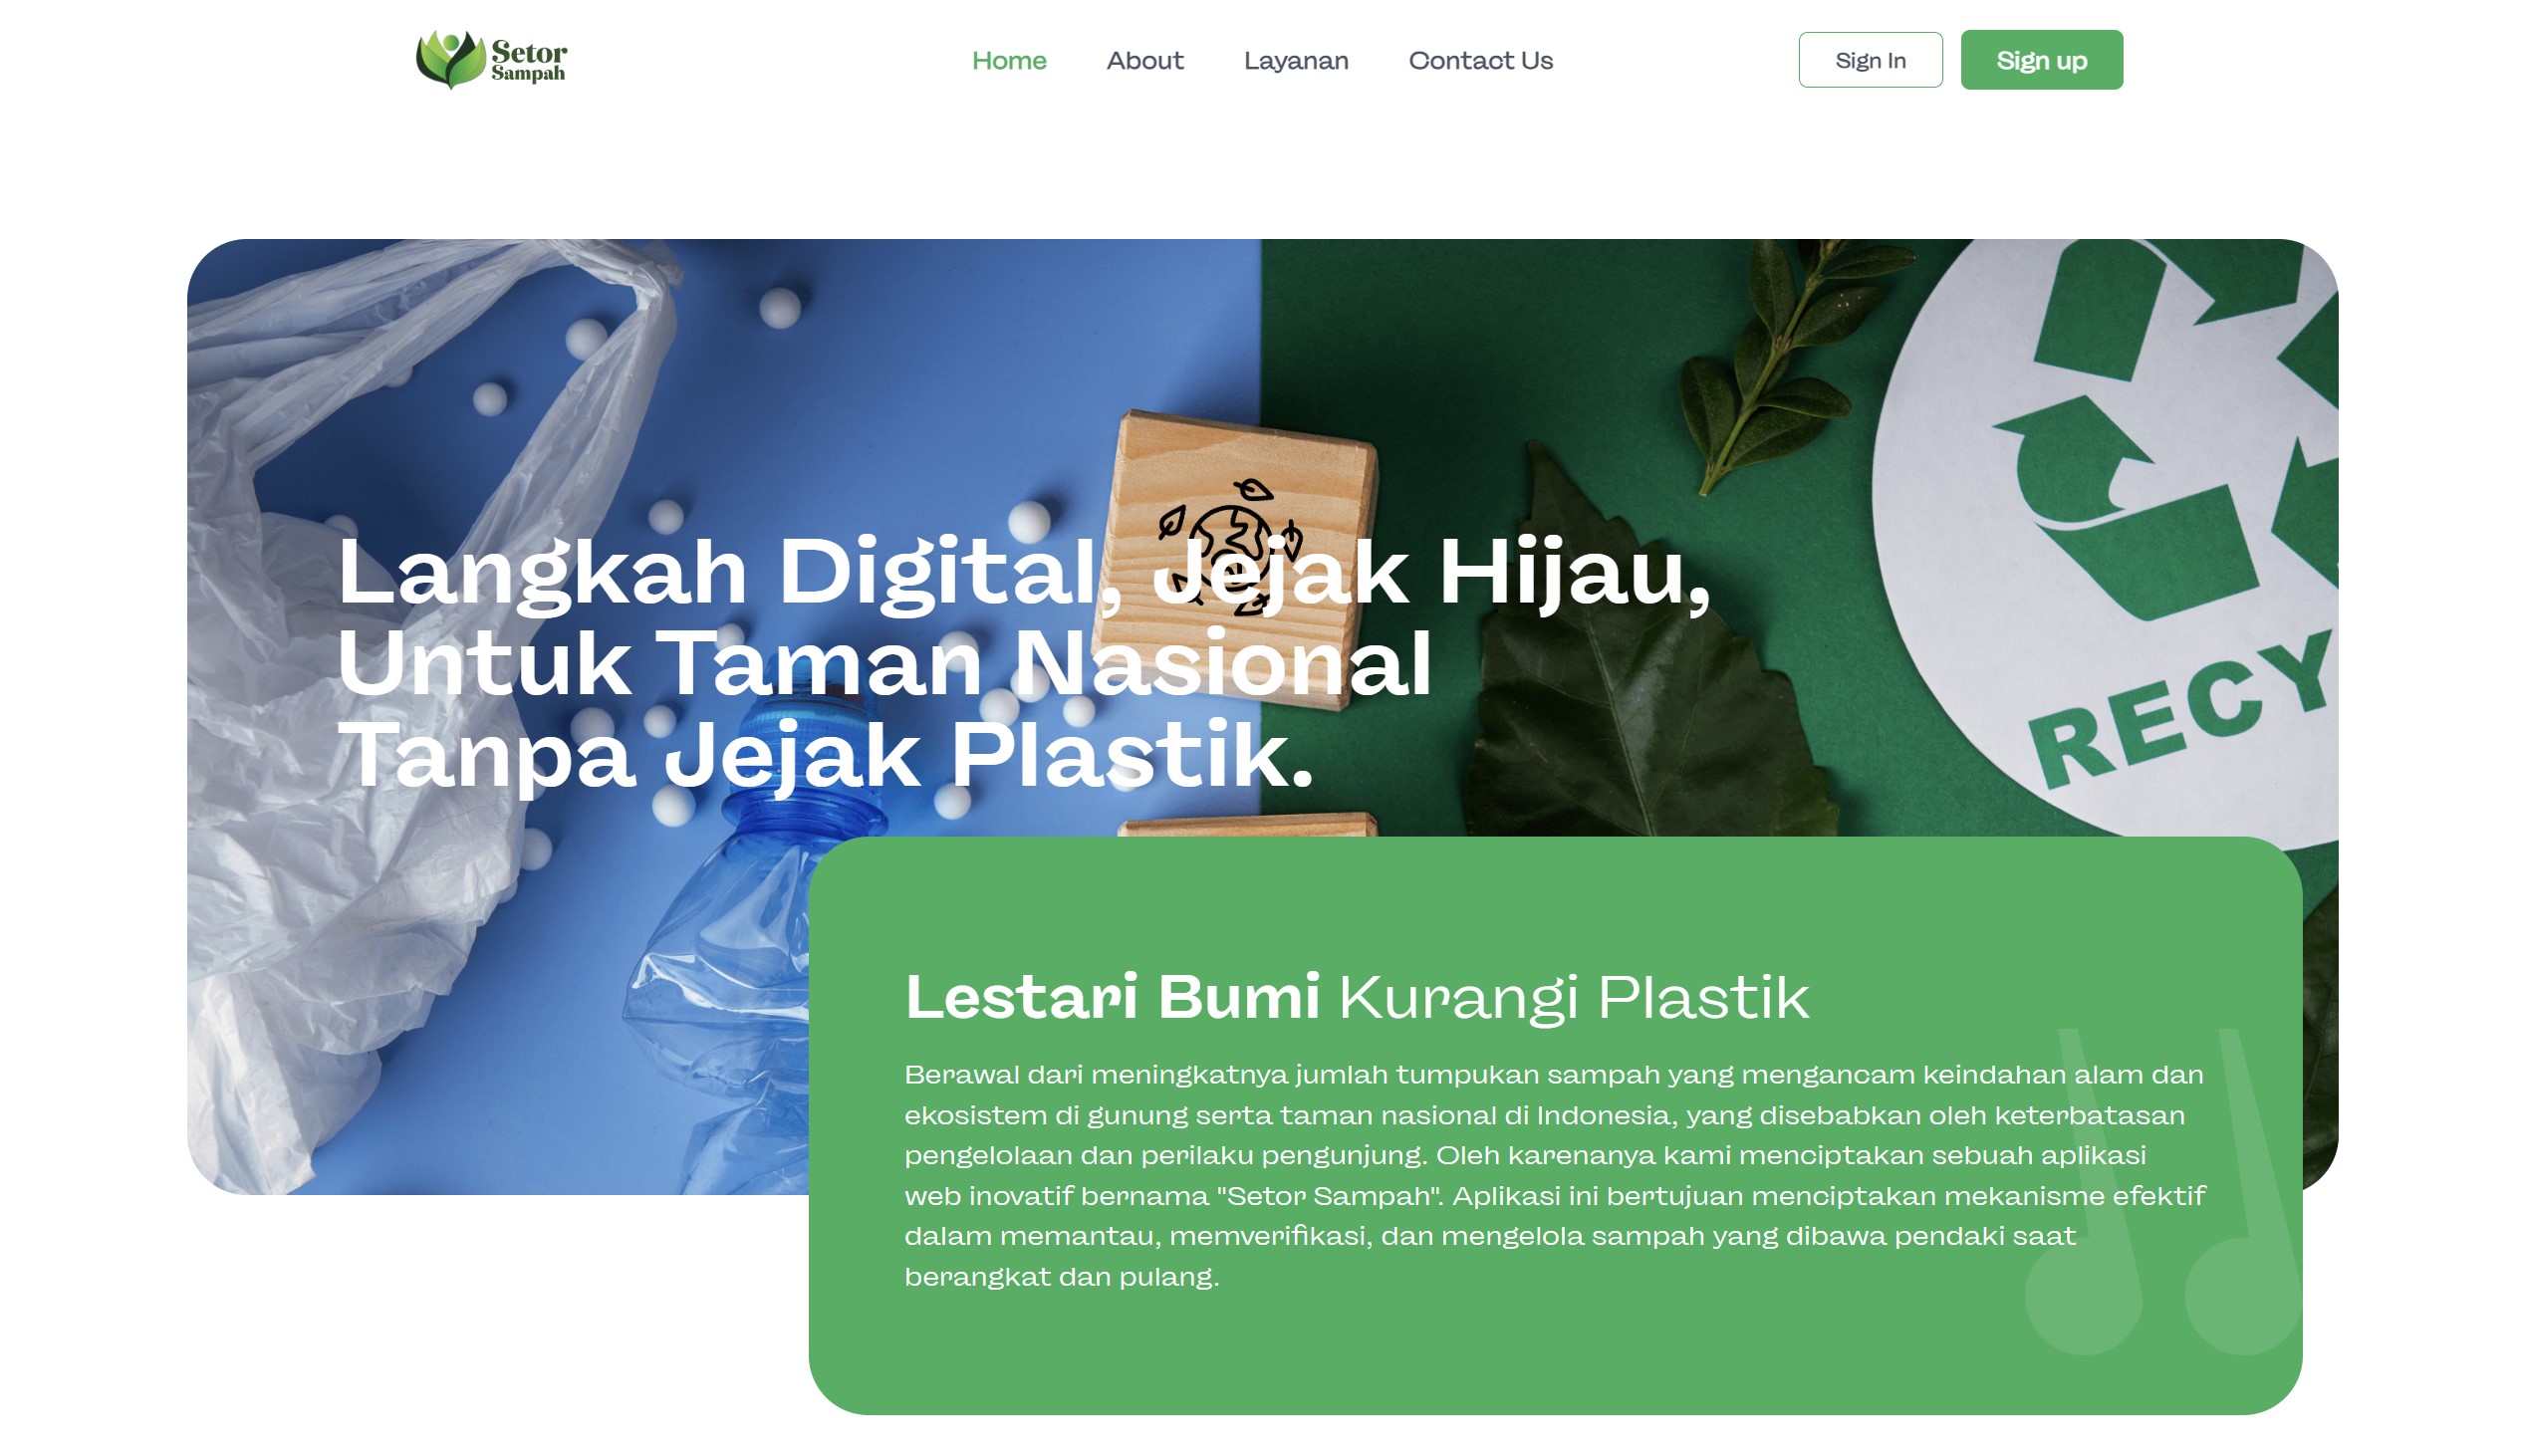 Setor
Sampah
Home
About
Layanan
Contact Us
Sign In
Sign up
RECY
Langkah Digital, Jejak Hijau,
Untuk Taman Nasional
Tanpa Jejak Plastik.
Lestari Bumi Kurangi Plastik
Berawal dari meningkatnya jumlah tumpukan sampah yang mengancam keindahan alam dan
ekosistem di gunung serta taman nasional di Indonesia, yang disebabkan oleh keterbatasan
pengelolaan dan perilaku pengunjung. Oleh karenanya kami menciptakan sebuah aplikasi
web inovatif bernama "Setor Sampah". Aplikasi ini bertujuan menciptakan mekanisme efektif
dalam memantau, memverifikasi, dan mengelola sampah yang dibawa pendaki saat
berangkat dan pulang.